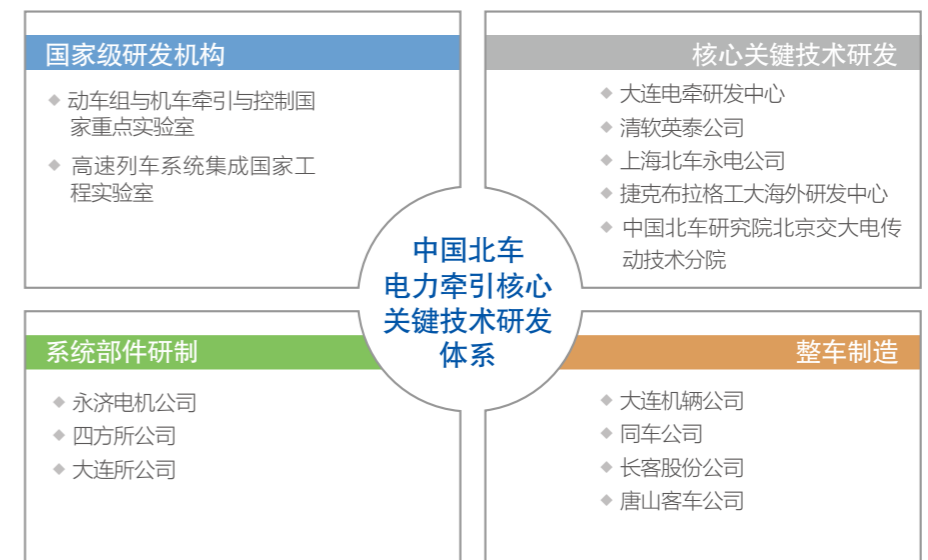 国家级研发机构
动车组与机车牵引与控制国
家重点实验室
高速列车系统集成国家工
程实验室
核心关键技术研发
大连电牵研发中心
清软英泰公司
上海北车永电公司
捷克布拉格工大海外研发中心
中国北车研究院北京交大电传
动技术分院
中国北车
电力牵引核心
关键技术研发
体系
系统部件研制
永济电机公司
四方所公司
大连所公司
整车制造
大连机辆公司
同车公司
长客股份公司
唐山客车公司